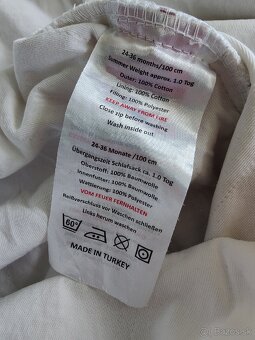 24-36 months/100 cm
Summer Weight approx. 1.0 Tog
Outer: 100% Cotton
Lining: 100% Cotton
Filling: 100% Polyester
KEEP AWAY FROM FIRE
Close zip before washing
Wash inside out
24-36 Monate /100 cm
Übergangszeit Schlafsack ca. 1.0 Tog
Oberstoff: 100% Baumwolle
Innenfutter: 100% Baumwolle
Wattierung: 100% Polyester
VOM FEUER FERNHALTEN
Reißverschluss vor Waschen schließen
Links herum waschen
60°
MADE IN TURKEY